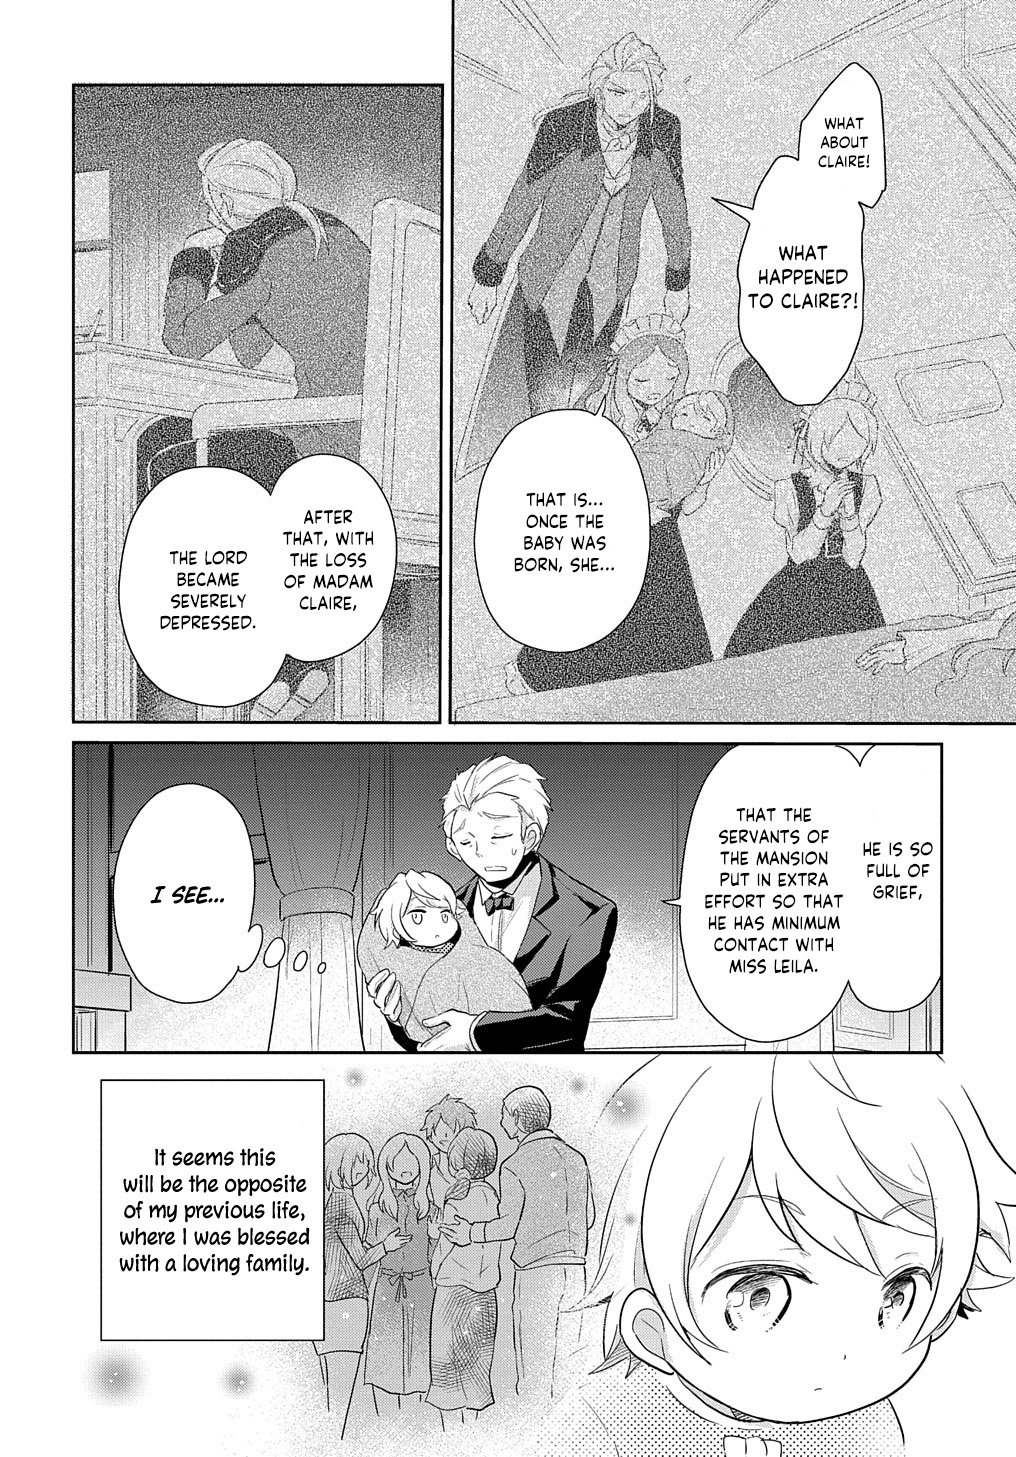 WHAT
ABOUT
CLAIRE!
WHAT
HAPPENED
TO CLAIRE?!
THAT IS...
ONCE THE
BABY WAS
BORN, SHE...
AFTER
THAT, WITH
THE LOSS
OF MADAM
CLAIRE,
THE LORD
BECAME
SEVERELY
DEPRESSED.
HE IS SO
FULL OF
GRIEF,
THAT THE
SERVANTS OF
THE MANSION
PUT IN EXTRA
EFFORT SO THAT
HE HAS MINIMUM
CONTACT WITH
MISS LEILA.
I SEE...
It seems this
will be the opposite
of my previous life,
where I was blessed
with a loving family.